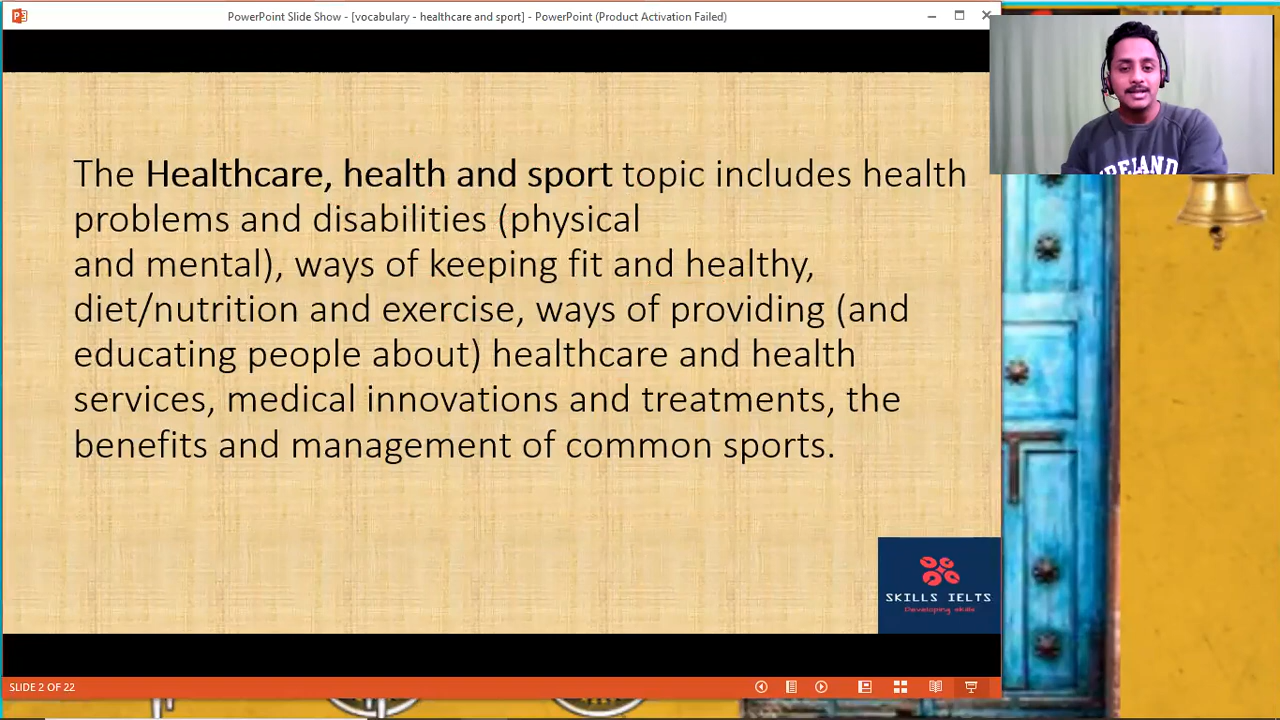 PowerPoint Slide Show - [vocabulary - healthcare and sport] - PowerPoint (Product Activation Failed)
The Healthcare, health and sport topic includes health
problems and disabilities (physical
and mental), ways of keeping fit and healthy,
diet/nutrition and exercise, ways of providing (and
educating people about) healthcare and health
services, medical innovations and treatments, the
benefits and management of common sports.
SKILLS IELTS
Developing skills
SLIDE 2 OF 22